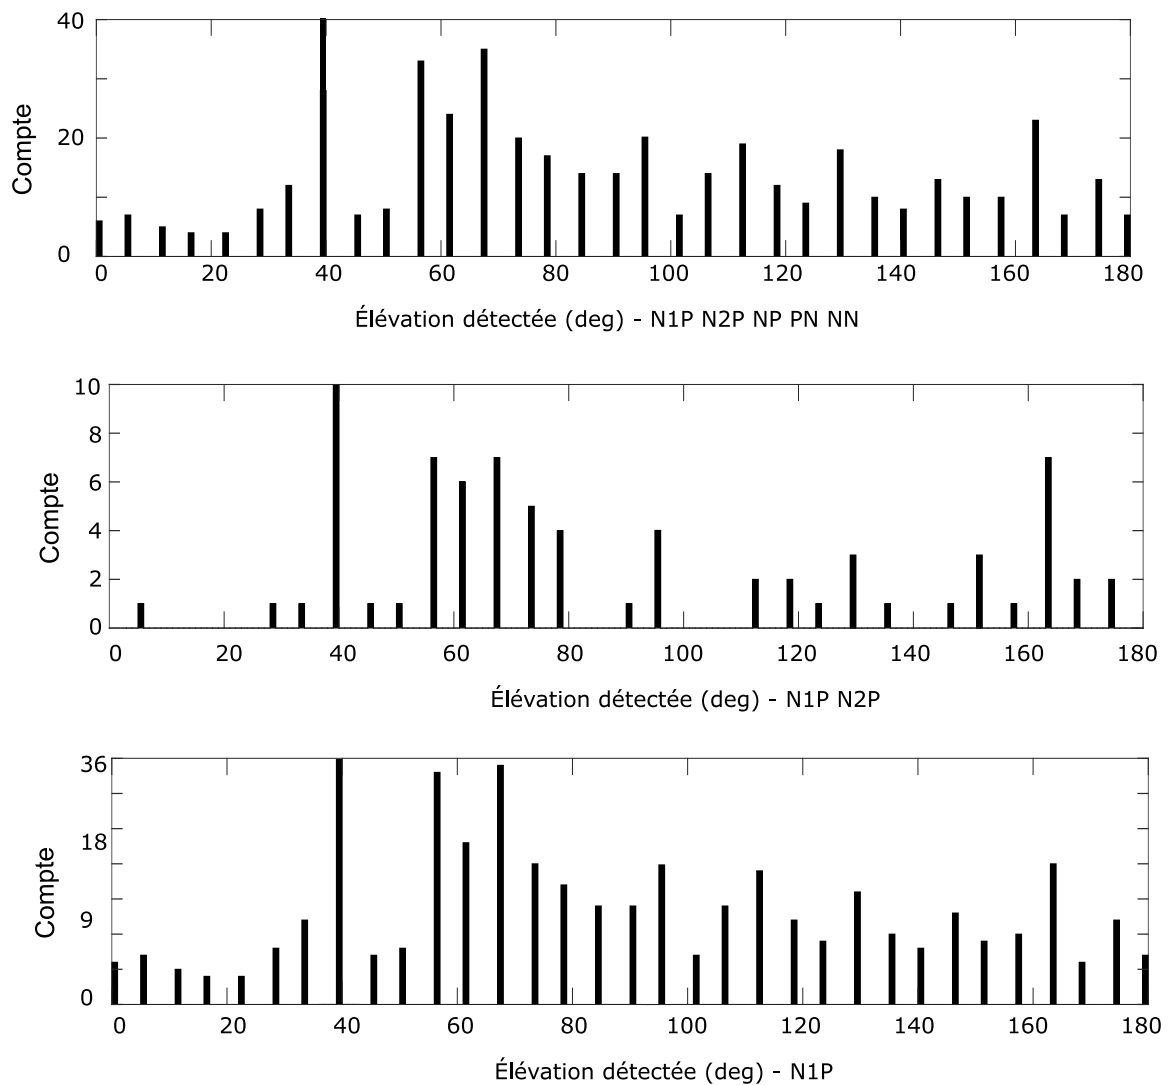 40
20
0
Compte
0 20 40 60 80 100 120 140 160 180
Élévation détectée (deg) - N1P N2P NP PN NN
10
8
6
4
2
0
Compte
0 20 40 60 80 100 120 140 160 180
Élévation détectée (deg) - N1P N2P
36
18
9
0
Compte
0 20 40 60 80 100 120 140 160 180
Élévation détectée (deg) - N1P